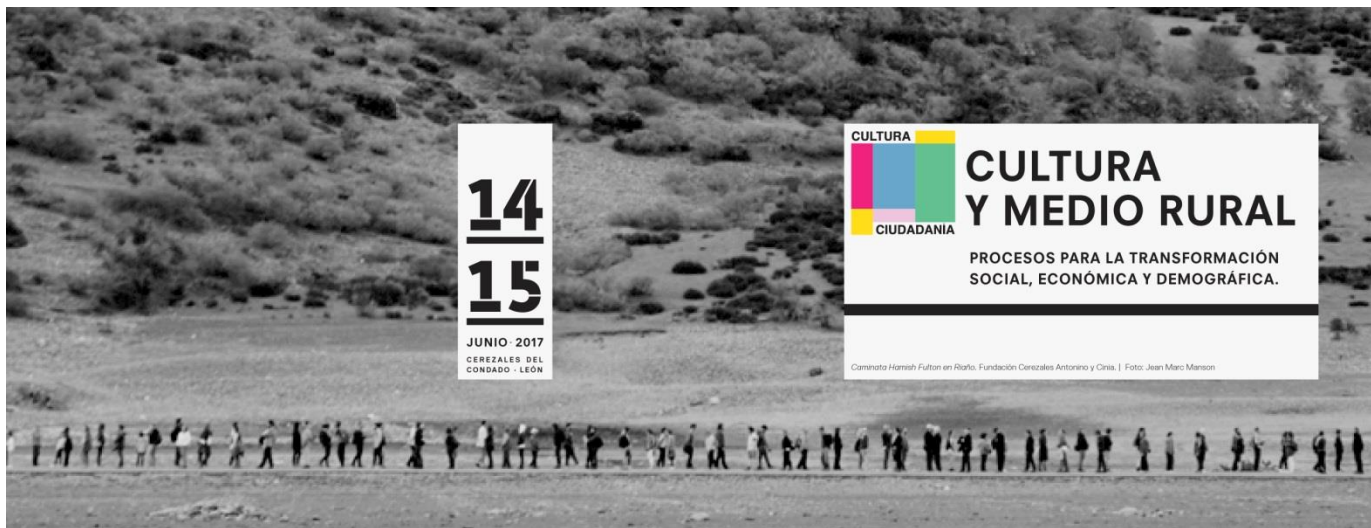 14
15
JUNIO · 2017
CEREZALES DEL
CONDADO · LEÓN
CULTURA
CIUDADANÍA
CULTURA
Y MEDIO RURAL
PROCESOS PARA LA TRANSFORMACIÓN
SOCIAL, ECONÓMICA Y DEMOGRÁFICA.
Caminata Hamish Fulton en Riaño. Fundación Cerezales Antonino y Cinia. | Foto: Jean Marc Manson